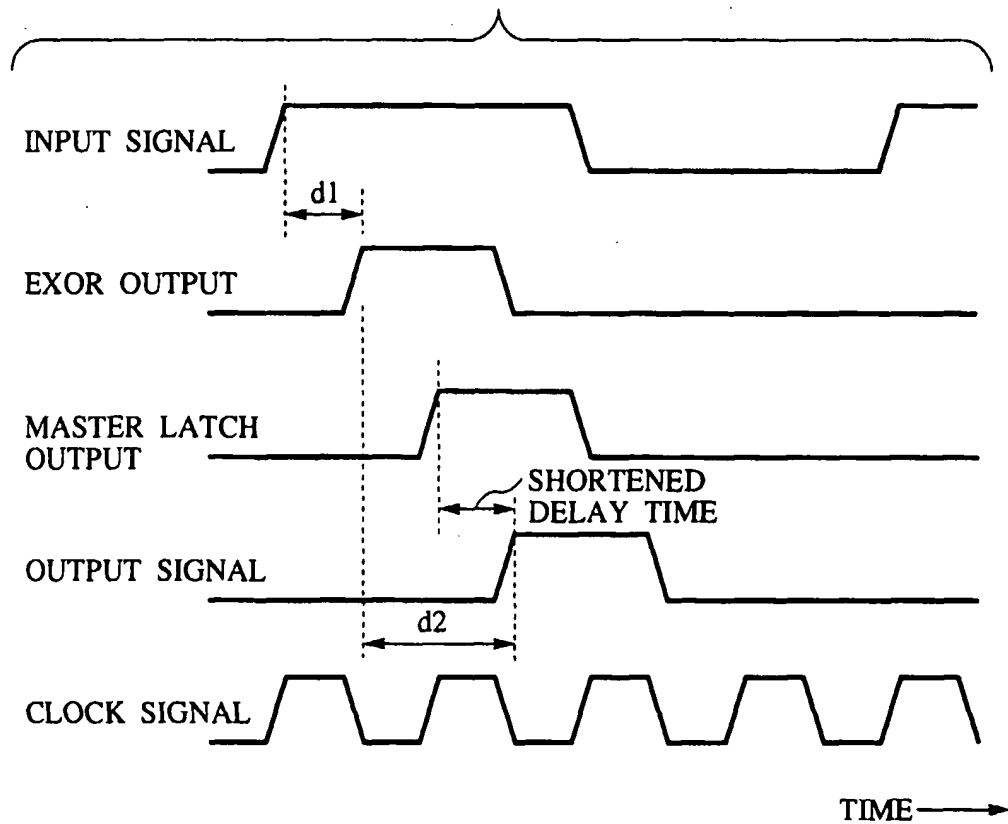 INPUT SIGNAL
d1
EXOR OUTPUT
MASTER LATCH
OUTPUT
SHORTENED
DELAY TIME
OUTPUT SIGNAL
d2
CLOCK SIGNAL
TIME